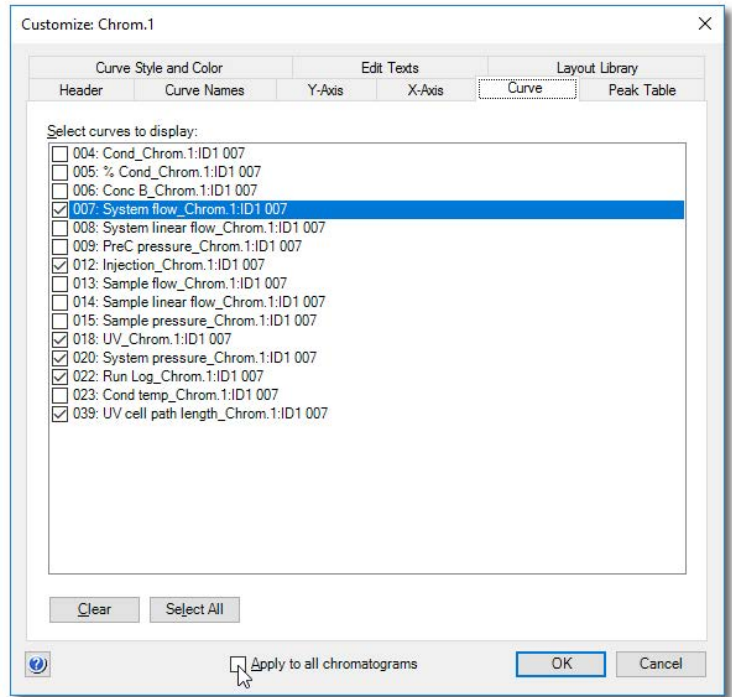 Customize: Chrom.1
Curve Style and Color Edit Texts Layout Library
Header Curve Names Y-Axis X-Axis Curve Peak Table
Select curves to display:
004: Cond_Chrom.1:ID1 007
005: % Cond_Chrom.1:ID1 007
006: Conc B_Chrom.1:ID1 007
007: System flow_Chrom.1:ID1 007
008: System linear flow_Chrom.1:ID1 007
009: PreC pressure_Chrom.1:ID1 007
012: Injection_Chrom.1:ID1 007
013: Sample flow_Chrom.1:ID1 007
014: Sample linear flow_Chrom.1:ID1 007
015: Sample pressure_Chrom.1:ID1 007
018: UV_Chrom.1:ID1 007
020: System pressure_Chrom.1:ID1 007
022: Run Log_Chrom.1:ID1 007
023: Cond temp_Chrom.1:ID1 007
039: UV cell path length_Chrom.1:ID1 007
Clear Select All
? Apply to all chromatograms OK Cancel